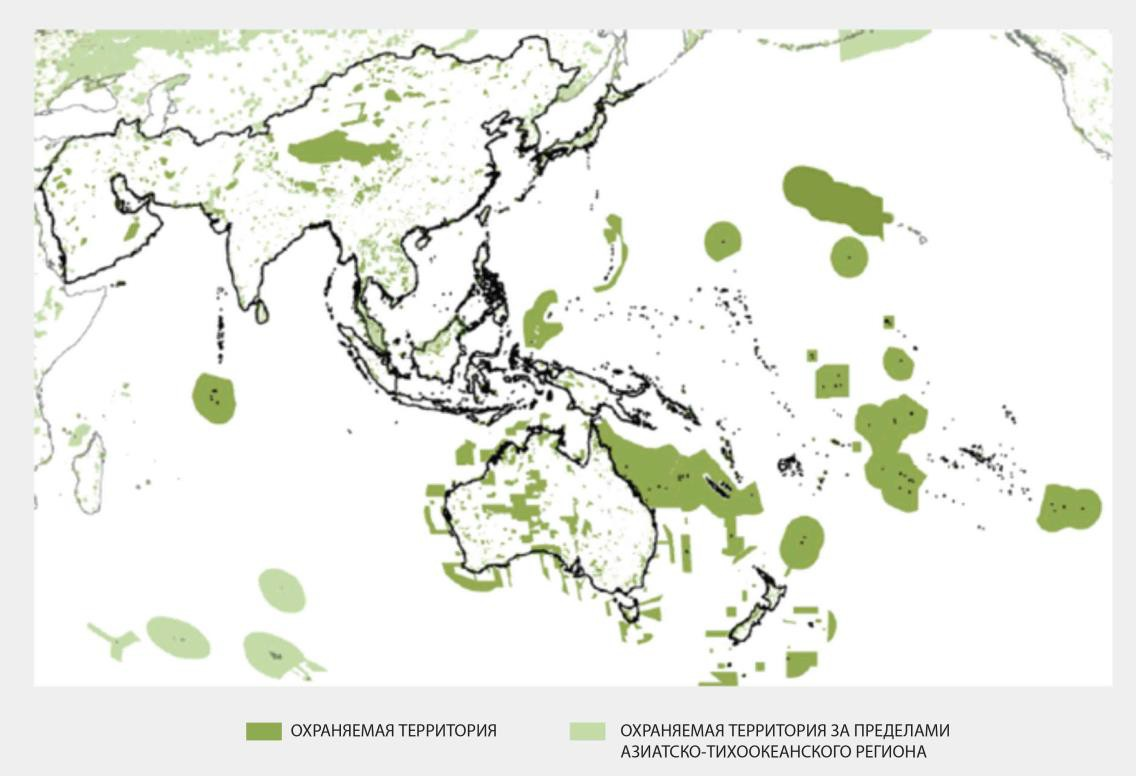 ОХРАНЯЕМАЯ ТЕРРИТОРИЯ
ОХРАНЯЕМАЯ ТЕРРИТОРИЯ ЗА ПРЕДЕЛАМИ
АЗИАТСКО-ТИХООКЕАНСКОГО РЕГИОНА